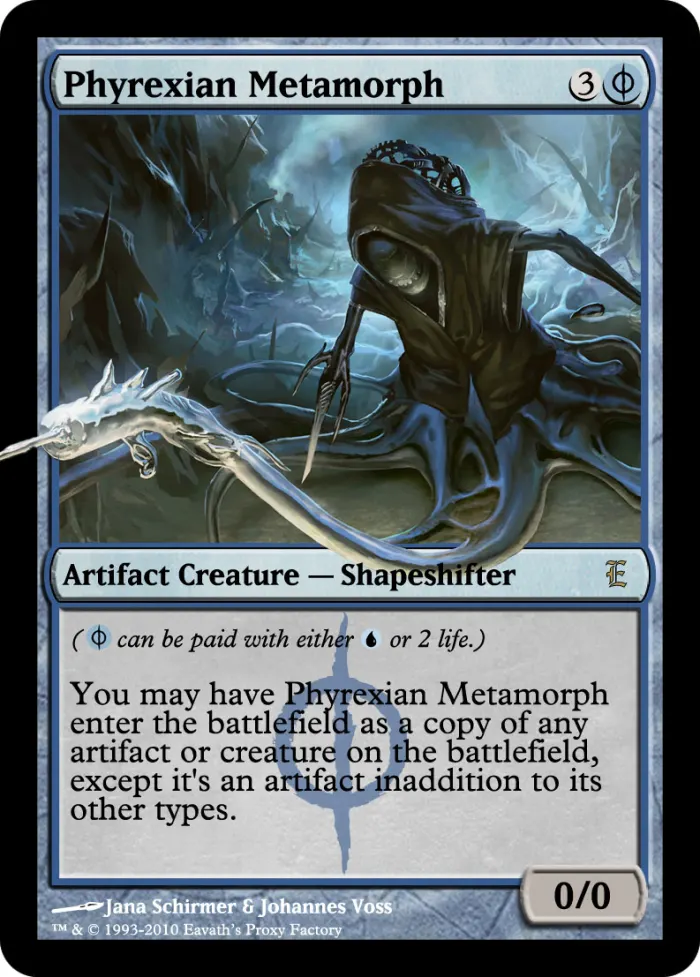 Phyrexian Metamorph 3
Artifact Creature — Shapeshifter E
( can be paid with either or 2 life.)
You may have Phyrexian Metamorph
enter the battlefield as a copy of any
artifact or creature on the battlefield,
except it's an artifact inaddition to its
other types.
0/0
Jana Schirmer & Johannes Voss
™ & © 1993-2010 Eavath's Proxy Factory